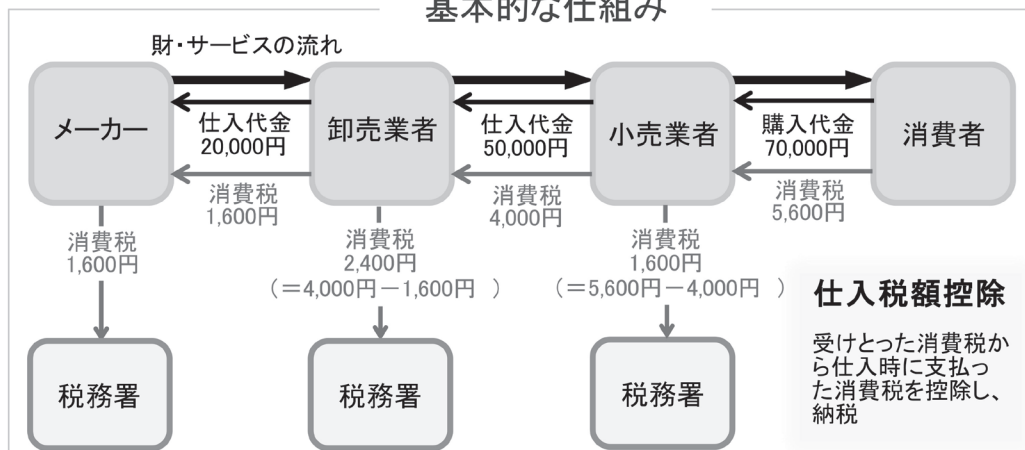 基本的な仕組み
財・サービスの流れ
メーカー
卸売業者
小売業者
消費者
仕入代金
20,000円
仕入代金
50,000円
購入代金
70,000円
消費税
1,600円
消費税
4,000円
消費税
5,600円
消費税
1,600円
消費税
2,400円
（＝4,000円－1,600円 ）
消費税
1,600円
（＝5,600円－4,000円 ）
税務署
税務署
税務署
仕入税額控除
受けとった消費税か
ら仕入時に支払っ
た消費税を控除し、
納税